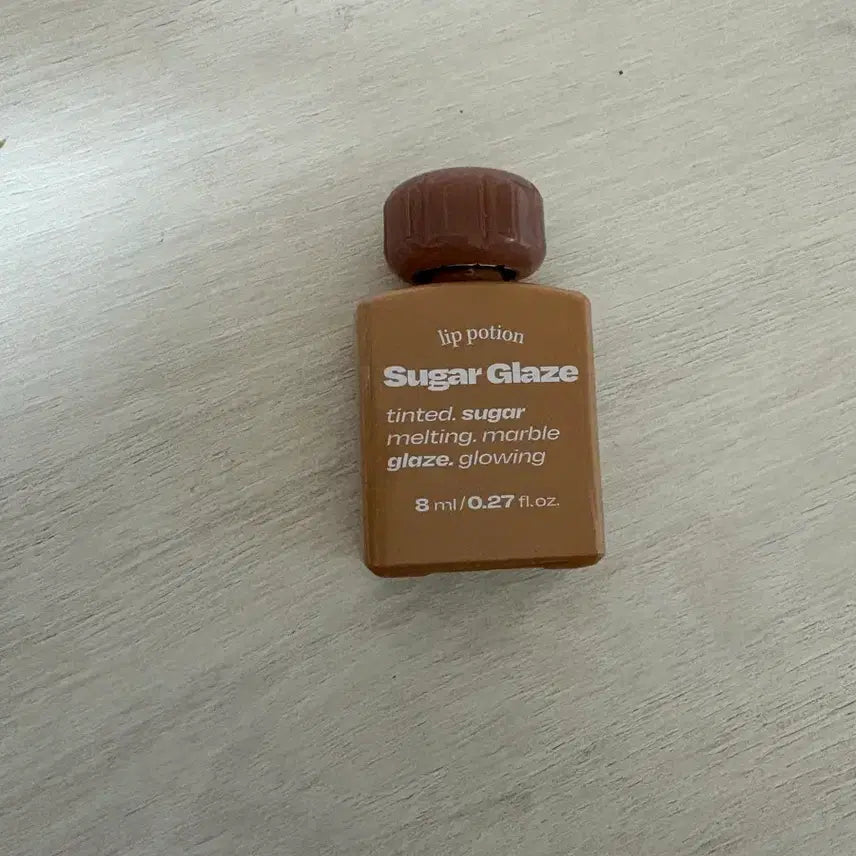 lip potion
Sugar Glaze
tinted. sugar
melting. marble
glaze. glowing
8 ml/0.27 fl.oz.